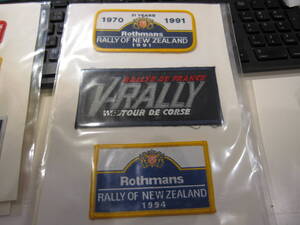 21 YEARS
1970 1991
Rothmans
RALLY OF NEW ZEALAND
1991
RALLYE DE FRANCE
V-RALLY
TOUR DE CORSE
Rothmans
RALLY OF NEW ZEALAND
1994